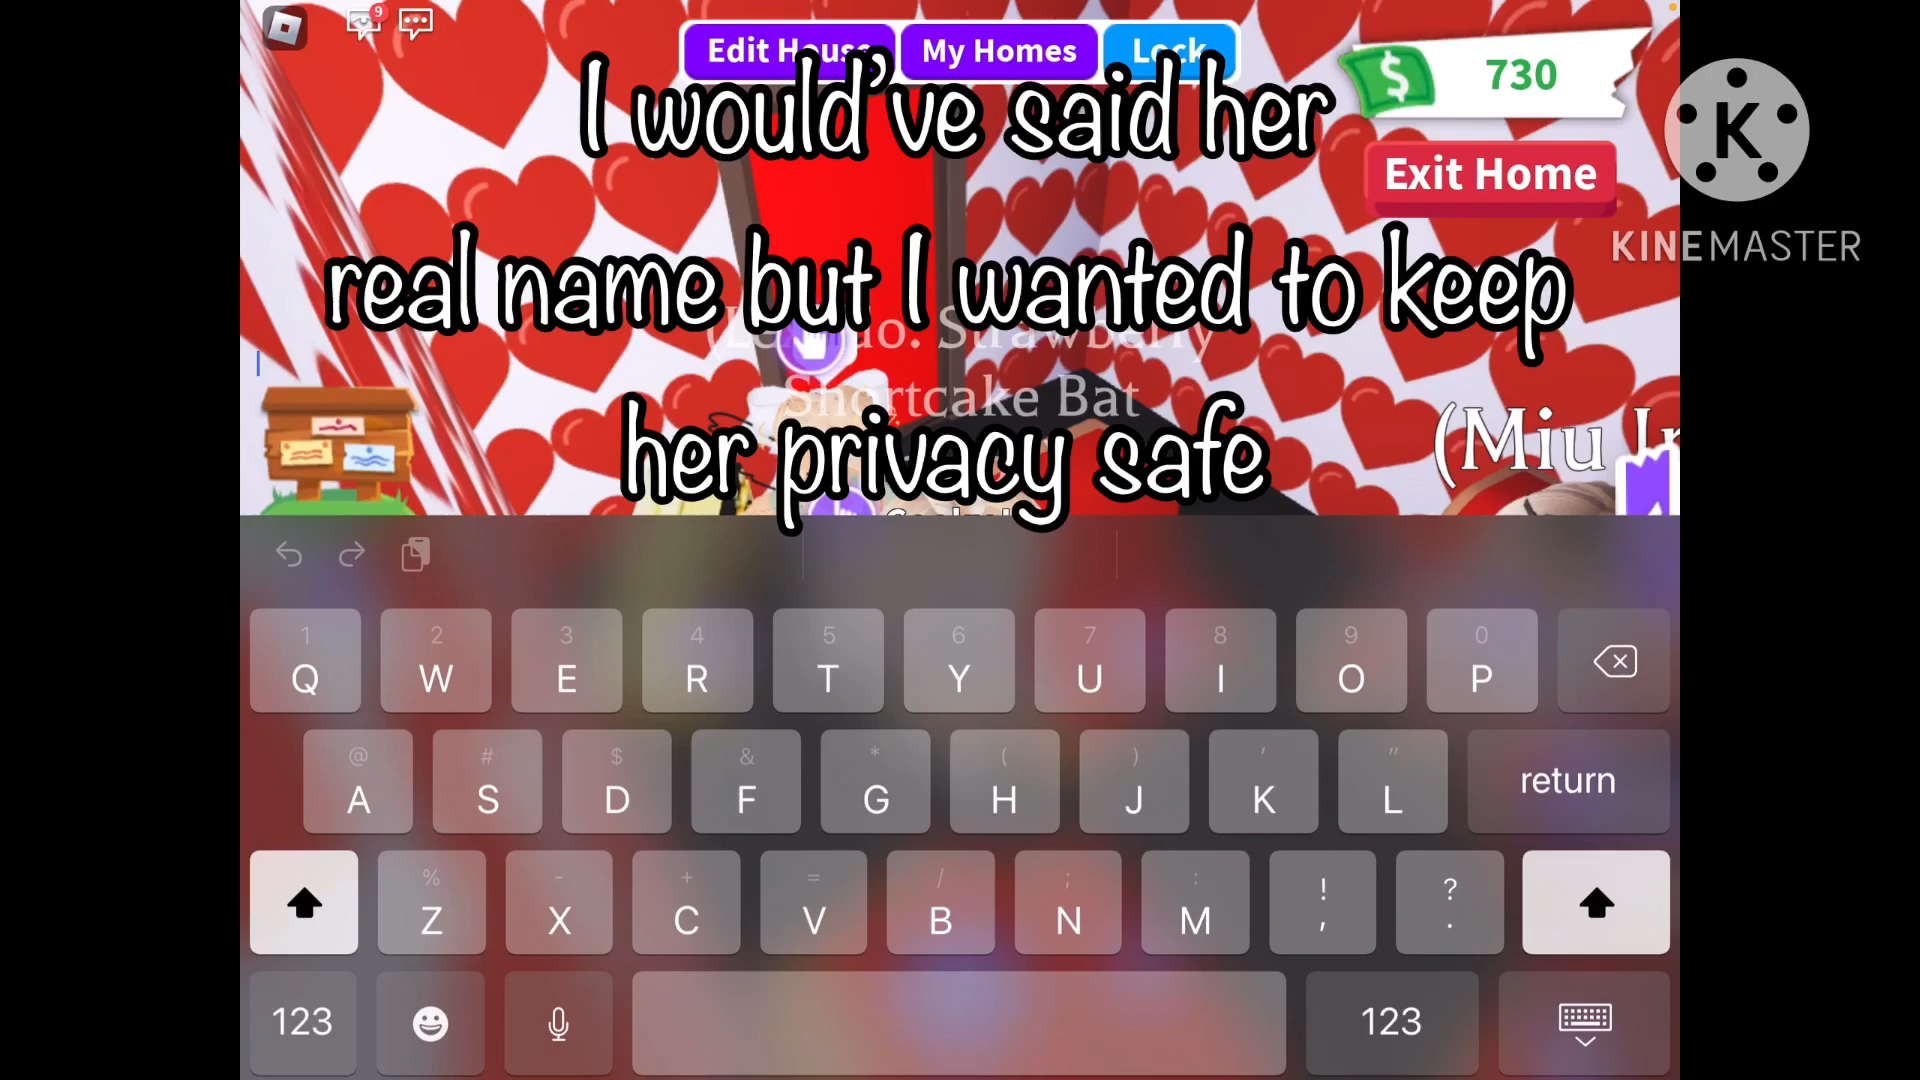 9
Edit House My Homes Lock
730
I would've said her
Exit Home
KINEMASTER
real name but I wanted to keep
Strawberry
Shortcake Bat
(Miu
her privacy safe
1 2 3 4 5 6 7 8 9 0
Q W E R T Y U I O P
@ # $ & * ( ) ' "
A S D F G H J K L return
% - + = / ; : ! ?
Z X C V B N M , .
123 123